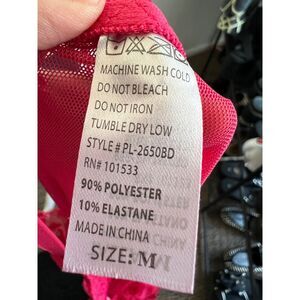 MACHINE WASH COLD
DO NOT BLEACH
DO NOT IRON
TUMBLE DRY LOW
STYLE # PL-2650BD
RN# 101533
90% POLYESTER
10% ELASTANE
MADE IN CHINA
SIZE: M